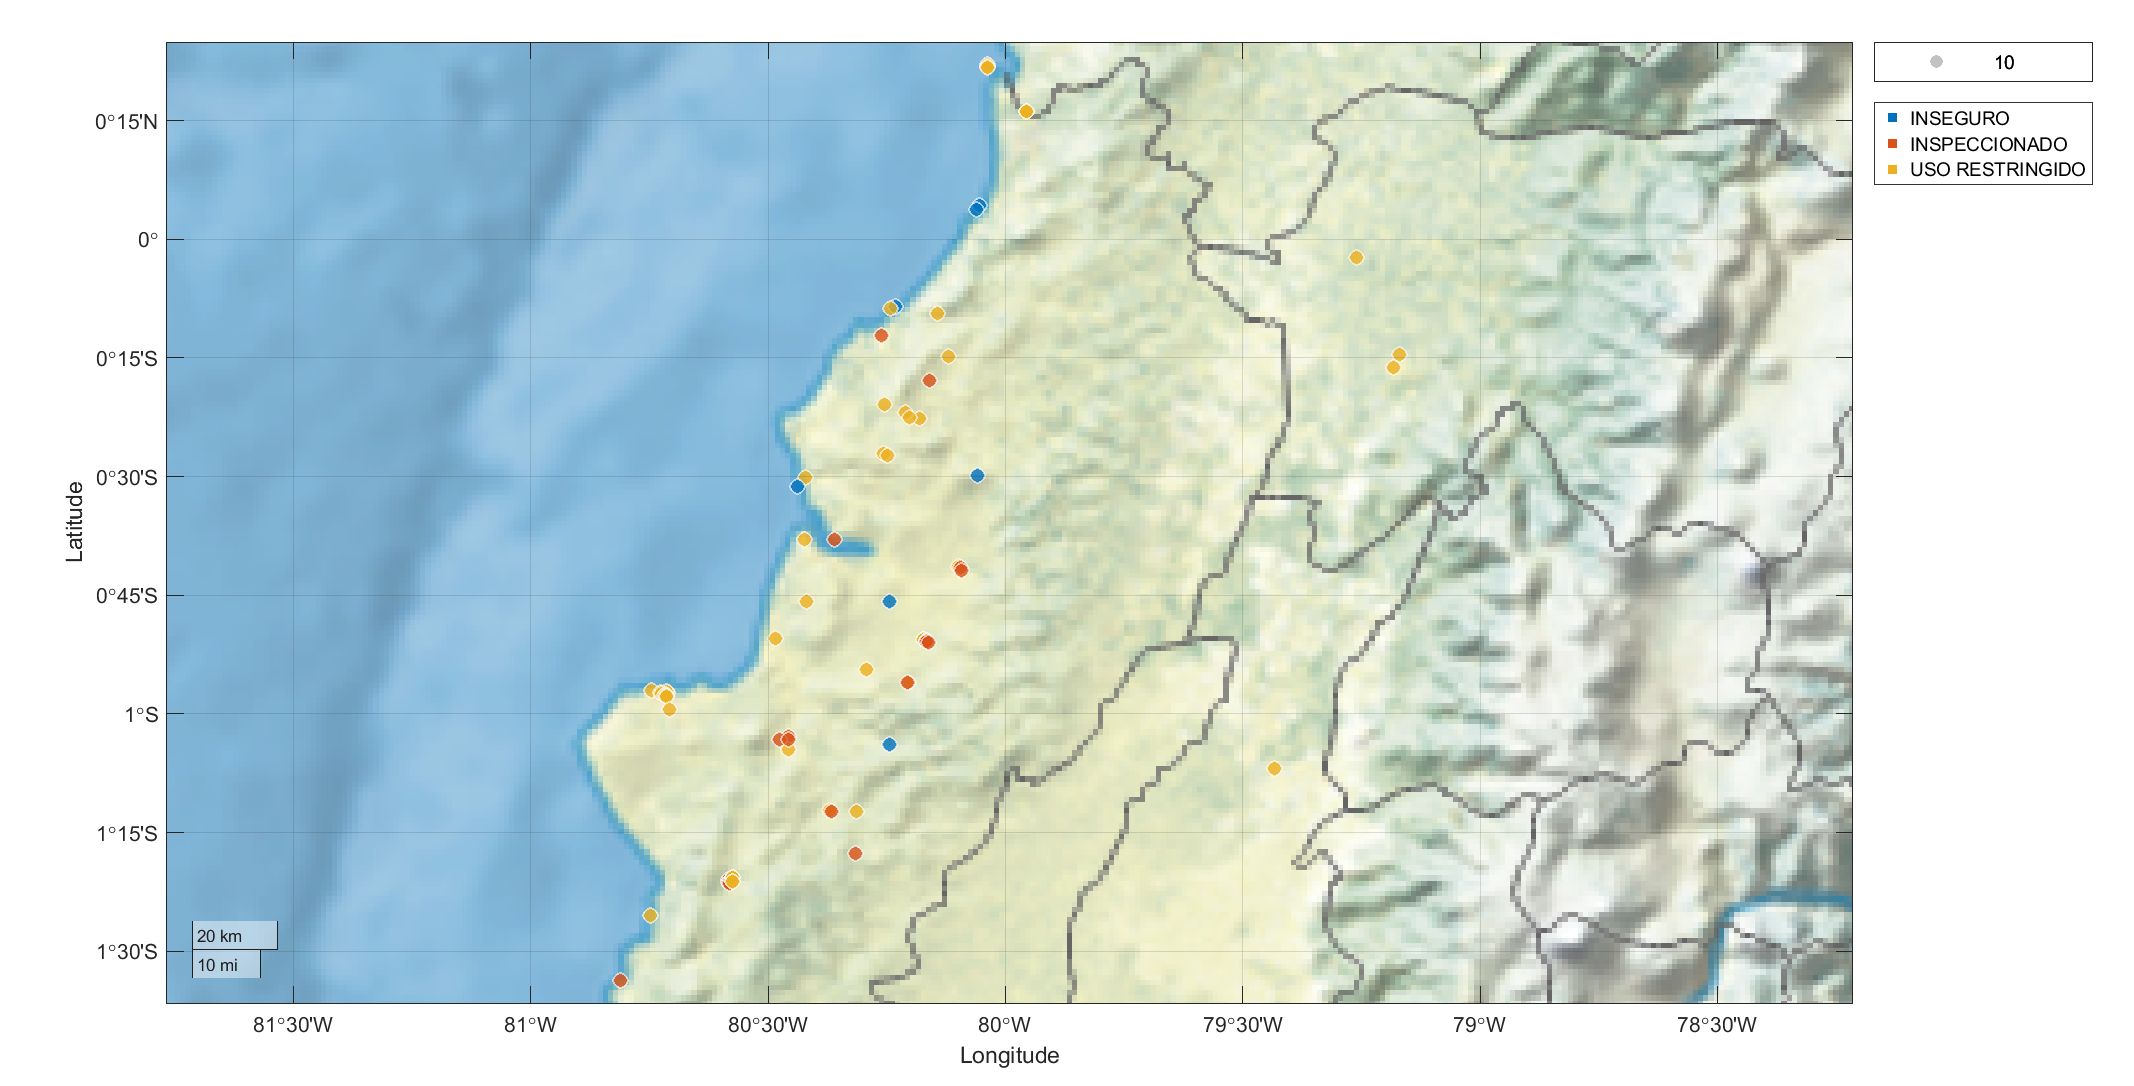 10
INSEGURO
INSPECCIONADO
USO RESTRINGIDO
0°15'N
0°
0°15'S
0°30'S
0°45'S
1°S
1°15'S
1°30'S
Latitude
20 km
10 mi
81°30'W
81°W
80°30'W
80°W
79°30'W
79°W
78°30'W
Longitude